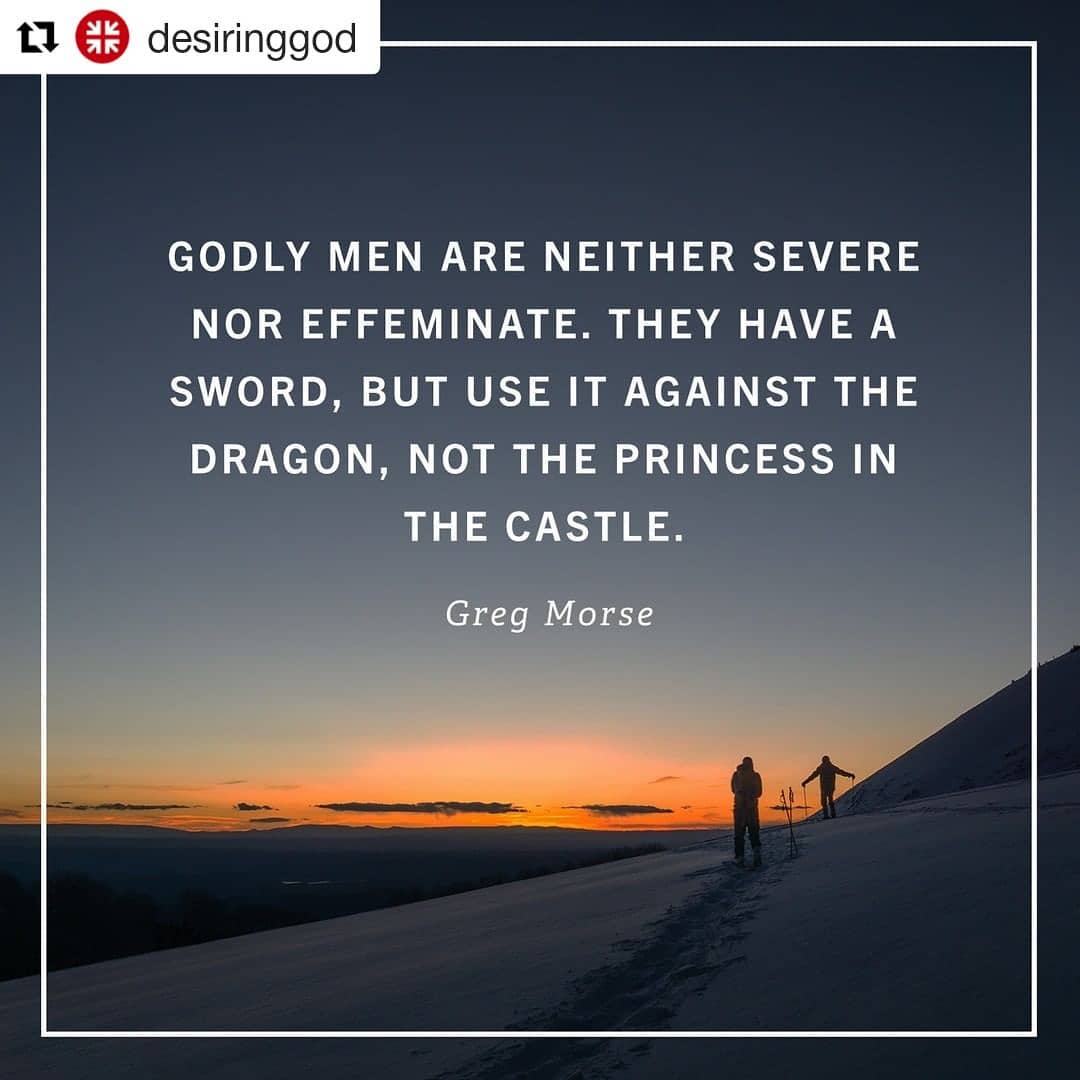 desiringgod
GODLY MEN ARE NEITHER SEVERE
NOR EFFEMINATE. THEY HAVE A
SWORD, BUT USE IT AGAINST THE
DRAGON, NOT THE PRINCESS IN
THE CASTLE.
Greg Morse